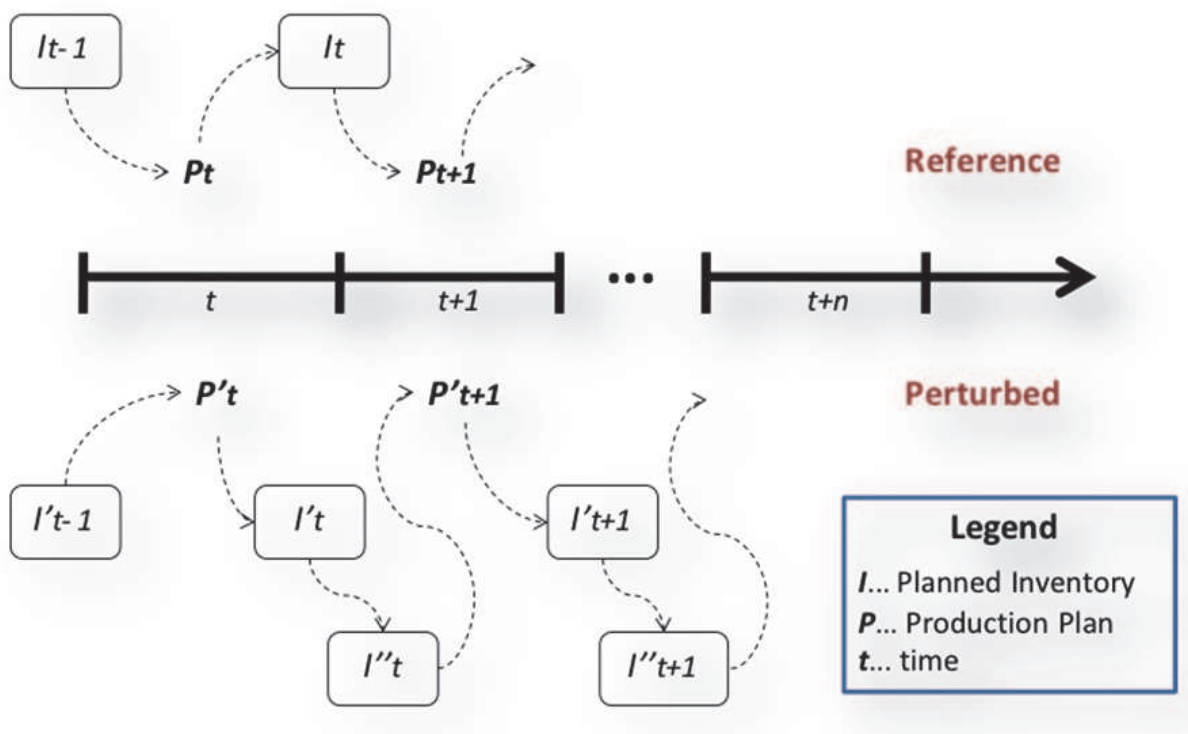 It-1
It
Pt
Pt+1
Reference
...
t
t+1
t+n
P't
P't+1
Perturbed
I't-1
I't
I't+1
I''t
I''t+1
Legend
I... Planned Inventory
P... Production Plan
t... time